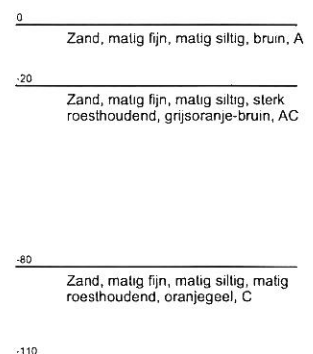 0
Zand, matig fijn, matig siltig, bruin, A
-20
Zand, matig fijn, matig siltig, sterk
roesthoudend, grijsoranje-bruin, AC
-80
Zand, matig fijn, matig siltig, matig
roesthoudend, oranjegeel, C
-110